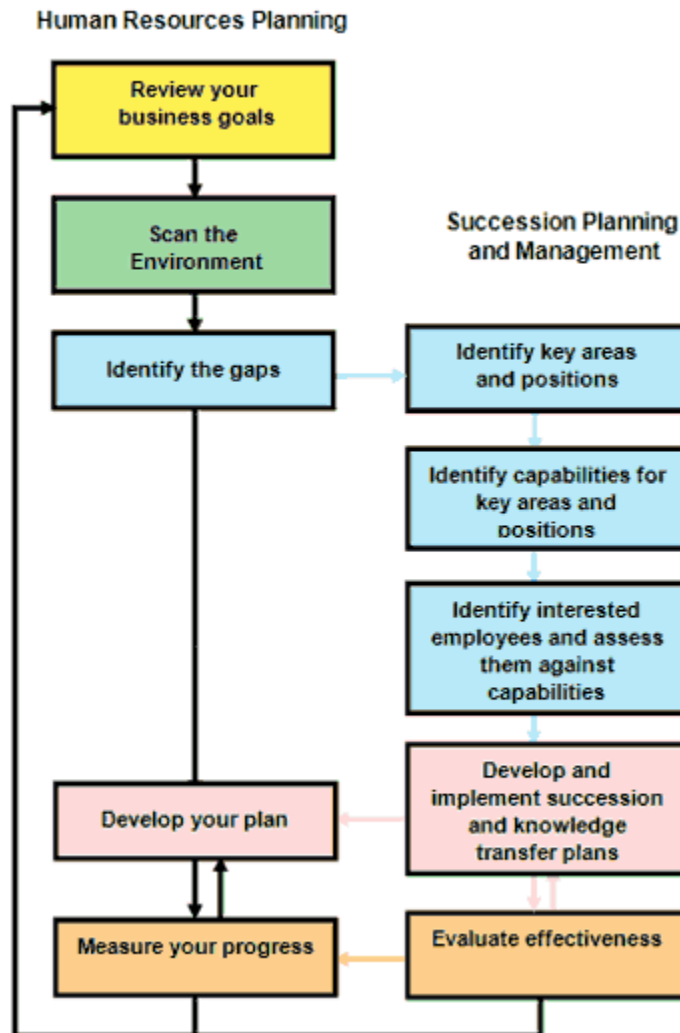 Human Resources Planning
Review your
business goals
Scan the
Environment
Identify the gaps
Develop your plan
Measure your progress
Succession Planning
and Management
Identify key areas
and positions
Identify capabilities for
key areas and
positions
Identify interested
employees and assess
them against
capabilities
Develop and
implement succession
and knowledge
transfer plans
Evaluate effectiveness